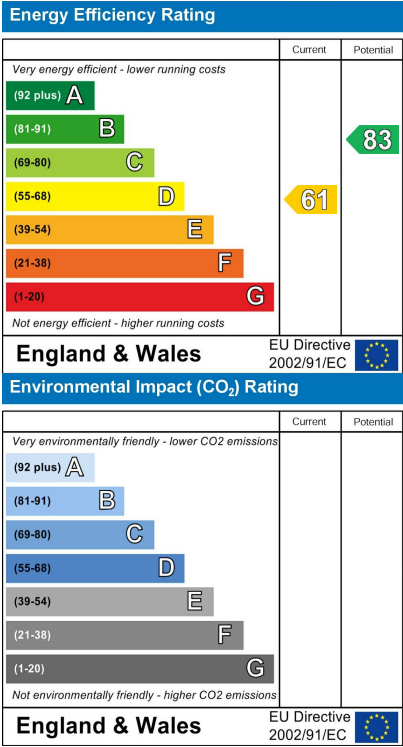 Energy Efficiency Rating
Current Potential
Very energy efficient - lower running costs
(92 plus) A
(81-91) B
83
(69-80) C
(55-68) D
61
(39-54) E
(21-38) F
(1-20) G
Not energy efficient - higher running costs
England & Wales
EU Directive
2002/91/EC
Environmental Impact (CO₂) Rating
Current Potential
Very environmentally friendly - lower CO2 emissions
(92 plus) A
(81-91) B
(69-80) C
(55-68) D
(39-54) E
(21-38) F
(1-20) G
Not environmentally friendly - higher CO2 emissions
England & Wales
EU Directive
2002/91/EC